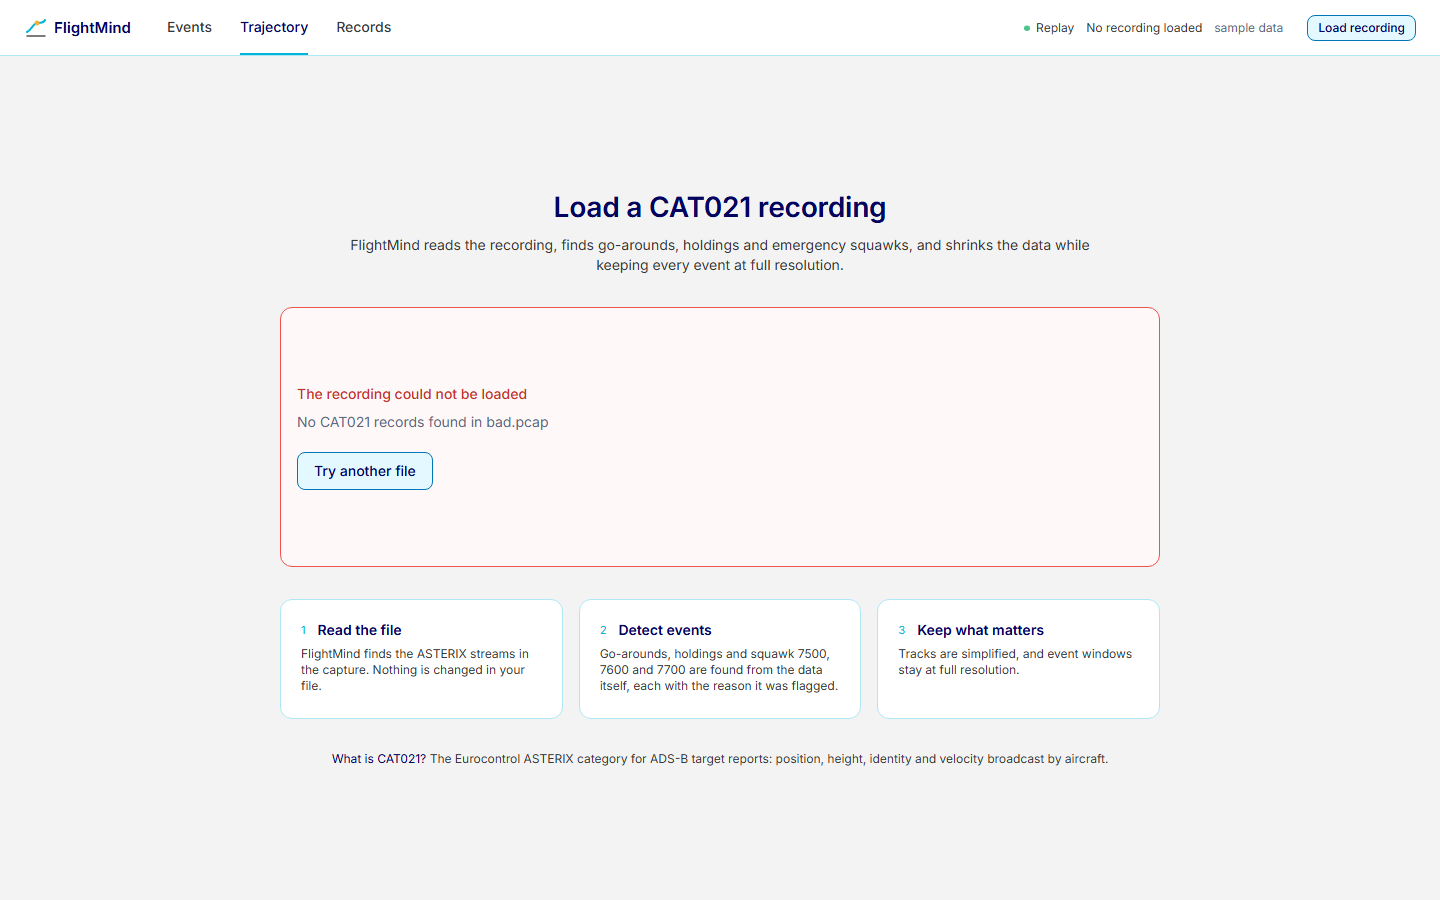 FlightMind
Events
Trajectory
Records
Replay
No recording loaded
sample data
Load recording
Load a CAT021 recording
FlightMind reads the recording, finds go-arounds, holdings and emergency squawks, and shrinks the data while
keeping every event at full resolution.
The recording could not be loaded
No CAT021 records found in bad.pcap
Try another file
1 Read the file
FlightMind finds the ASTERIX streams in
the capture. Nothing is changed in your
file.
2 Detect events
Go-arounds, holdings and squawk 7500,
7600 and 7700 are found from the data
itself, each with the reason it was flagged.
3 Keep what matters
Tracks are simplified, and event windows
stay at full resolution.
What is CAT021? The Eurocontrol ASTERIX category for ADS-B target reports: position, height, identity and velocity broadcast by aircraft.